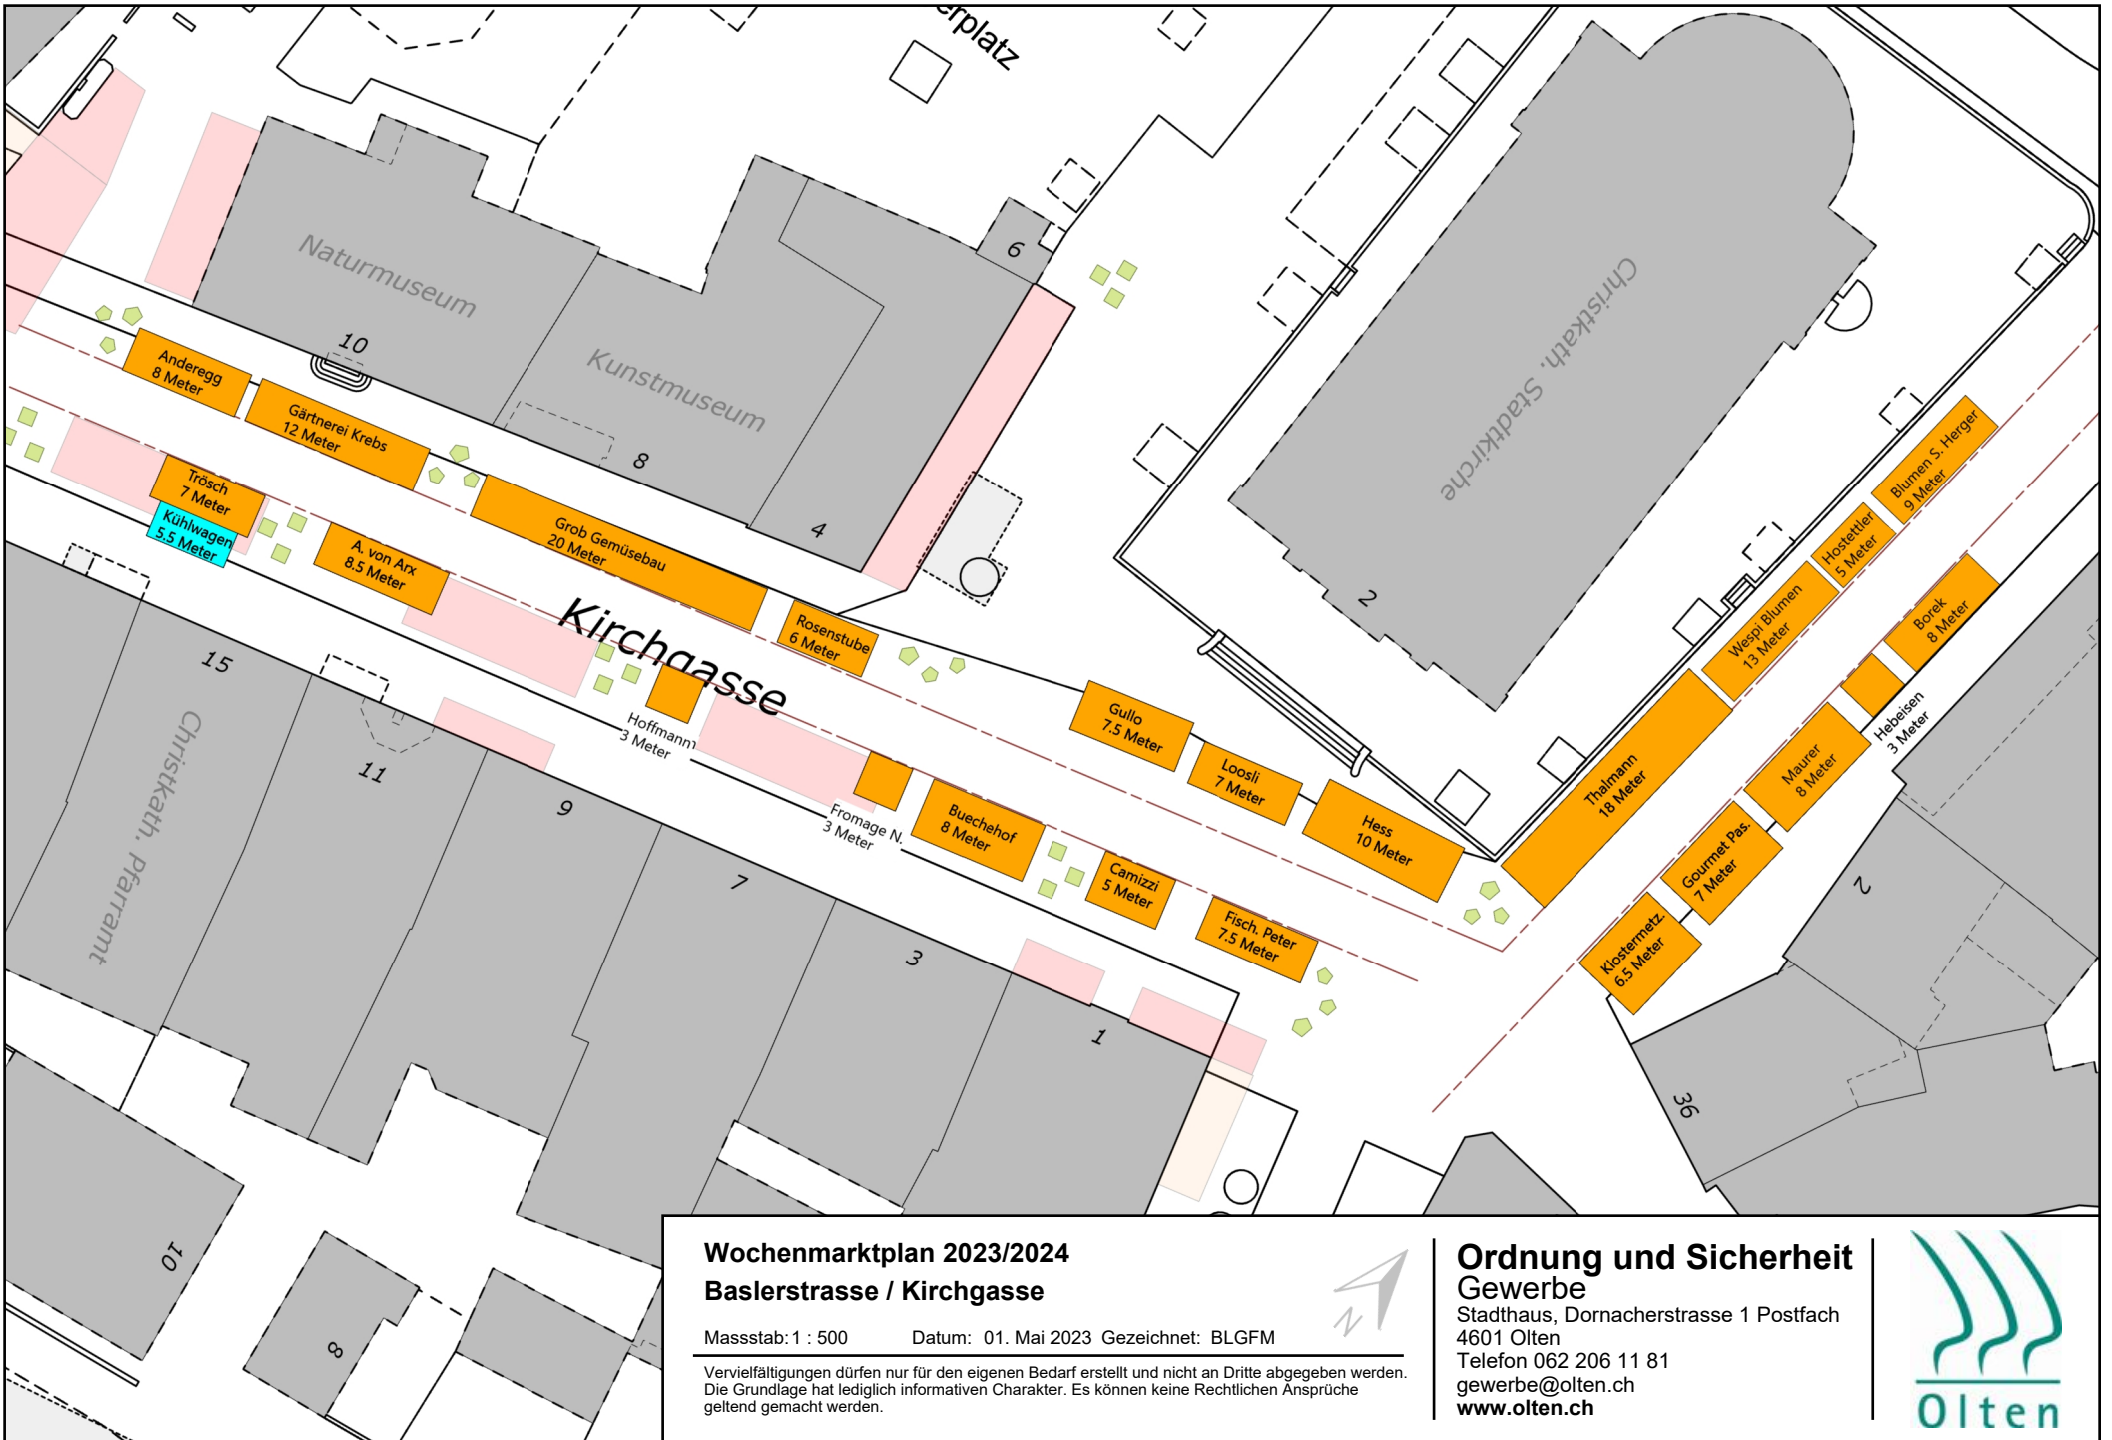 erplatz
Naturmuseum
10
Kunstmuseum
8
6
4
Christkath. Stadtkirche
2
Anderegg
8 Meter
Gärtnerei Krebs
12 Meter
Trösch
7 Meter
Kühlwagen
5.5 Meter
A. von Arx
8.5 Meter
Grob Gemüsebau
20 Meter
Rosenstube
6 Meter
Kirchgasse
Hoffmann
3 Meter
Fromage N.
3 Meter
Buechehof
8 Meter
Camizzi
5 Meter
Fisch. Peter
7.5 Meter
Gullo
7.5 Meter
Loosli
7 Meter
Hess
10 Meter
Thalmann
18 Meter
Wespi Blumen
13 Meter
Hostettler
5 Meter
Blumen S. Herger
9 Meter
Borek
8 Meter
Hebeisen
3 Meter
Maurer
8 Meter
Gourmet Pas.
7 Meter
Klostermetz.
6.5 Meter
15
Christkath. Pfarramt
11
9
7
3
1
2
36
10
8
Wochenmarktplan 2023/2024
Baslerstrasse / Kirchgasse
Massstab: 1 : 500 Datum: 01. Mai 2023 Gezeichnet: BLGFM
N
Vervielfältigungen dürfen nur für den eigenen Bedarf erstellt und nicht an Dritte abgegeben werden.
Die Grundlage hat lediglich informativen Charakter. Es können keine Rechtlichen Ansprüche
geltend gemacht werden.
Ordnung und Sicherheit
Gewerbe
Stadthaus, Dornacherstrasse 1 Postfach
4601 Olten
Telefon 062 206 11 81
gewerbe@olten.ch
www.olten.ch
Olten